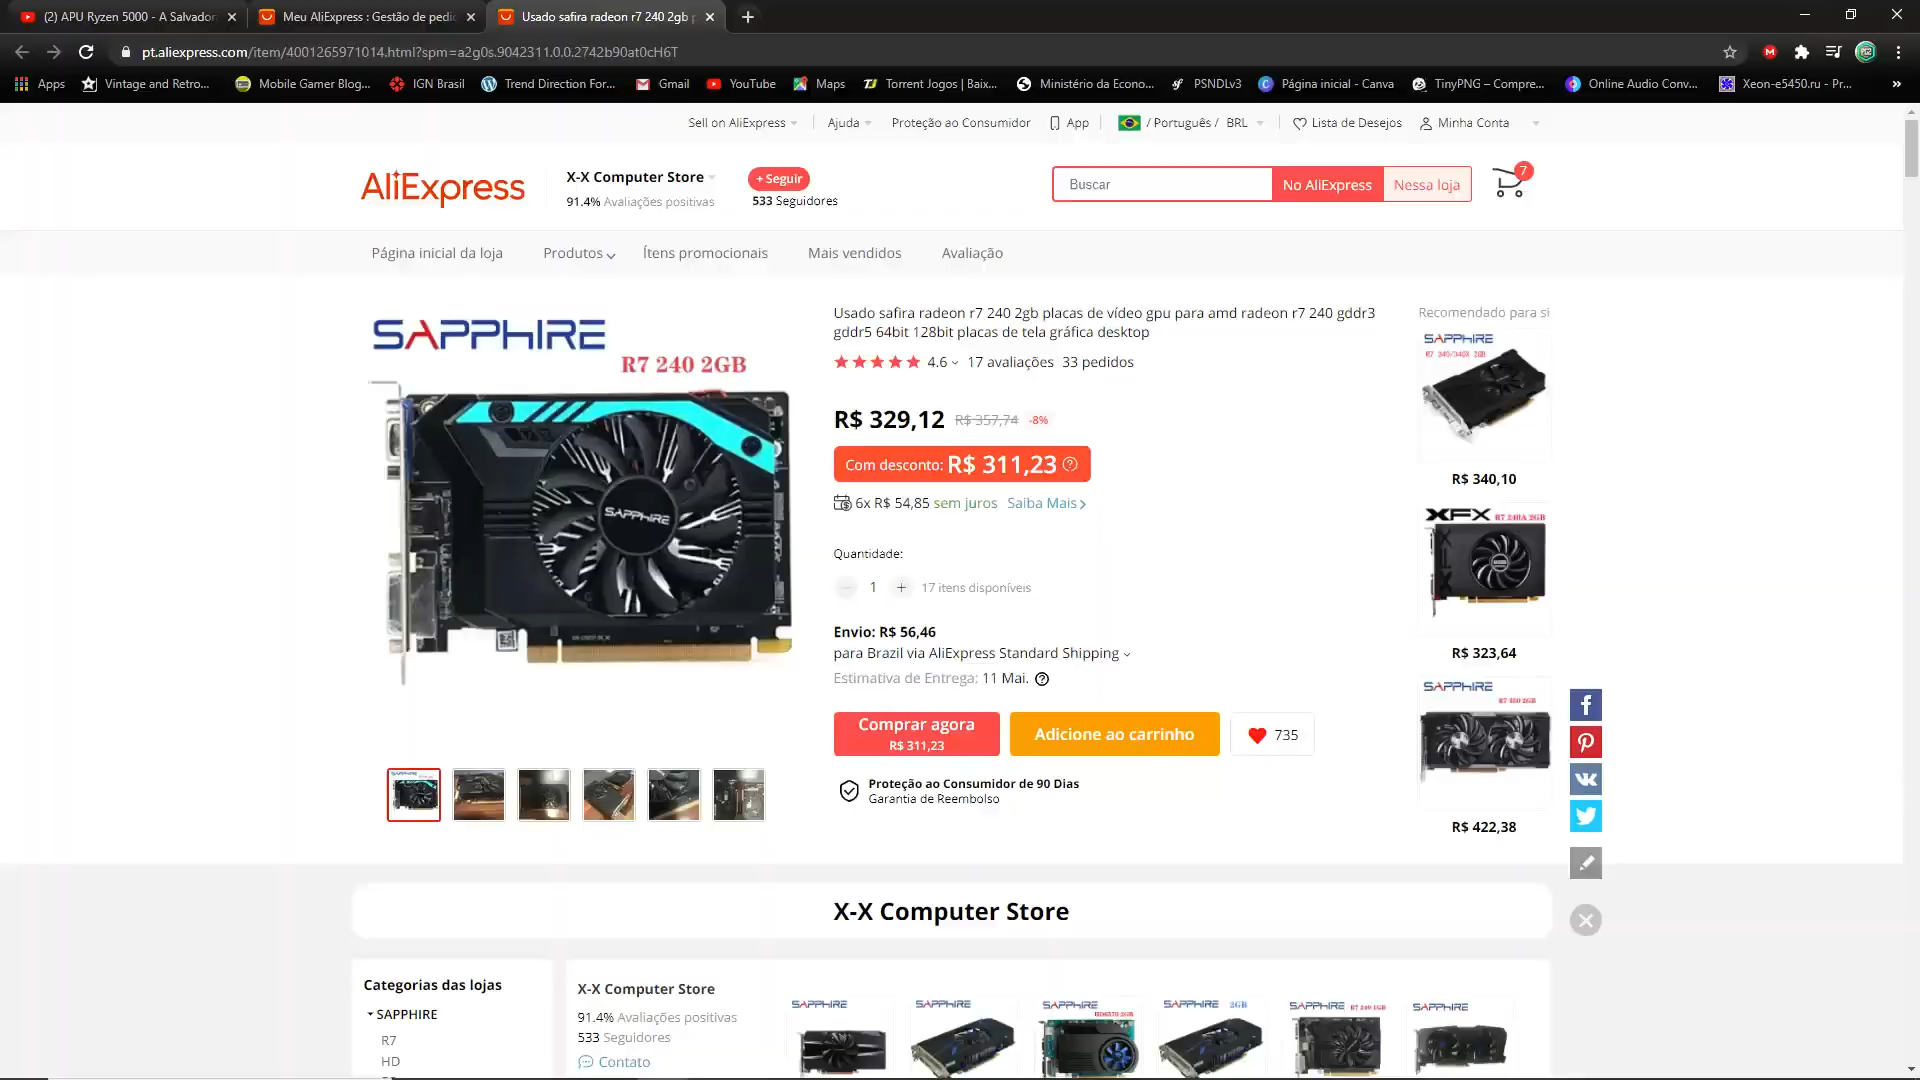 (2) APU Ryzen 5000 - A Salvador
Meu AliExpress : Gestão de pedid
Usado safira radeon r7 240 2gb p
pt.aliexpress.com/item/4001265971014.html?spm=a2g0s.9042311.0.0.2742b90at0cH6T
Apps
Vintage and Retro...
Mobile Gamer Blog...
IGN Brasil
Trend Direction For...
Gmail
YouTube
Maps
Torrent Jogos | Baix...
Ministério da Econo...
PSNDLv3
Página inicial - Canva
TinyPNG – Compre...
Online Audio Conv...
Xeon-e5450.ru - Pr...
»
Sell on AliExpress
Ajuda
Proteção ao Consumidor
App
/ Português / BRL
Lista de Desejos
Minha Conta
AliExpress
X-X Computer Store
91.4% Avaliações positivas
+ Seguir
533 Seguidores
Buscar
No AliExpress
Nessa loja
7
Página inicial da loja
Produtos
Ítens promocionais
Mais vendidos
Avaliação
SAPPHIRE
R7 240 2GB
SAPPHIRE
Usado safira radeon r7 240 2gb placas de vídeo gpu para amd radeon r7 240 gddr3
gddr5 64bit 128bit placas de tela gráfica desktop
4.6 17 avaliações 33 pedidos
R$ 329,12 R$ 357,74 -8%
Com desconto: R$ 311,23
6x R$ 54,85 sem juros Saiba Mais
Quantidade:
1 + 17 itens disponíveis
Envio: R$ 56,46
para Brazil via AliExpress Standard Shipping
Estimativa de Entrega: 11 Mai.
Comprar agora
R$ 311,23
Adicione ao carrinho
735
Proteção ao Consumidor de 90 Dias
Garantia de Reembolso
Recomendado para si
SAPPHIRE
R$ 340,10
XFX R7 240A 2GB
R$ 323,64
SAPPHIRE
R$ 422,38
X-X Computer Store
Categorias das lojas
SAPPHIRE
R7
HD
X-X Computer Store
91.4% Avaliações positivas
533 Seguidores
Contato
SAPPHIRE
SAPPHIRE
SAPPHIRE
HD6570 2GB
SAPPHIRE 2GB
SAPPHIRE R7 240 1GB
SAPPHIRE